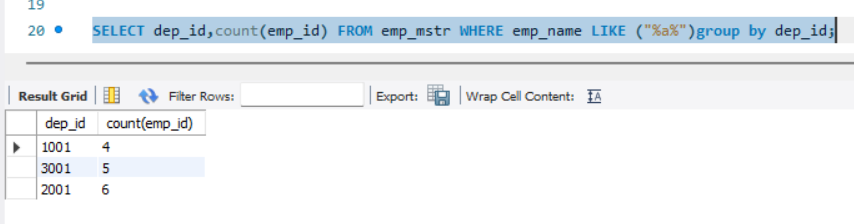 19
20 SELECT dep_id,count(emp_id) FROM emp_mstr WHERE emp_name LIKE ("%a%")group by dep_id;
Result Grid Filter Rows: Export: Wrap Cell Content: IA
dep_id count(emp_id)
1001 4
3001 5
2001 6